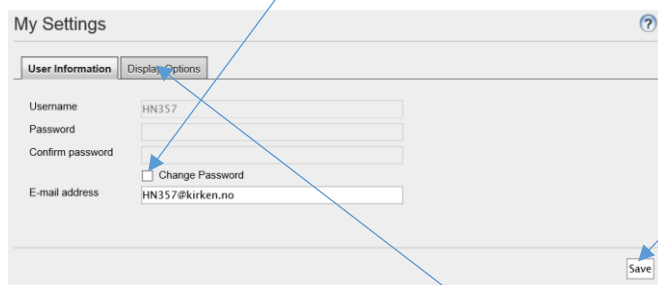 My Settings
User Information Display Options
Username HN357
Password
Confirm password
Change Password
E-mail address HN357@kirken.no
Save